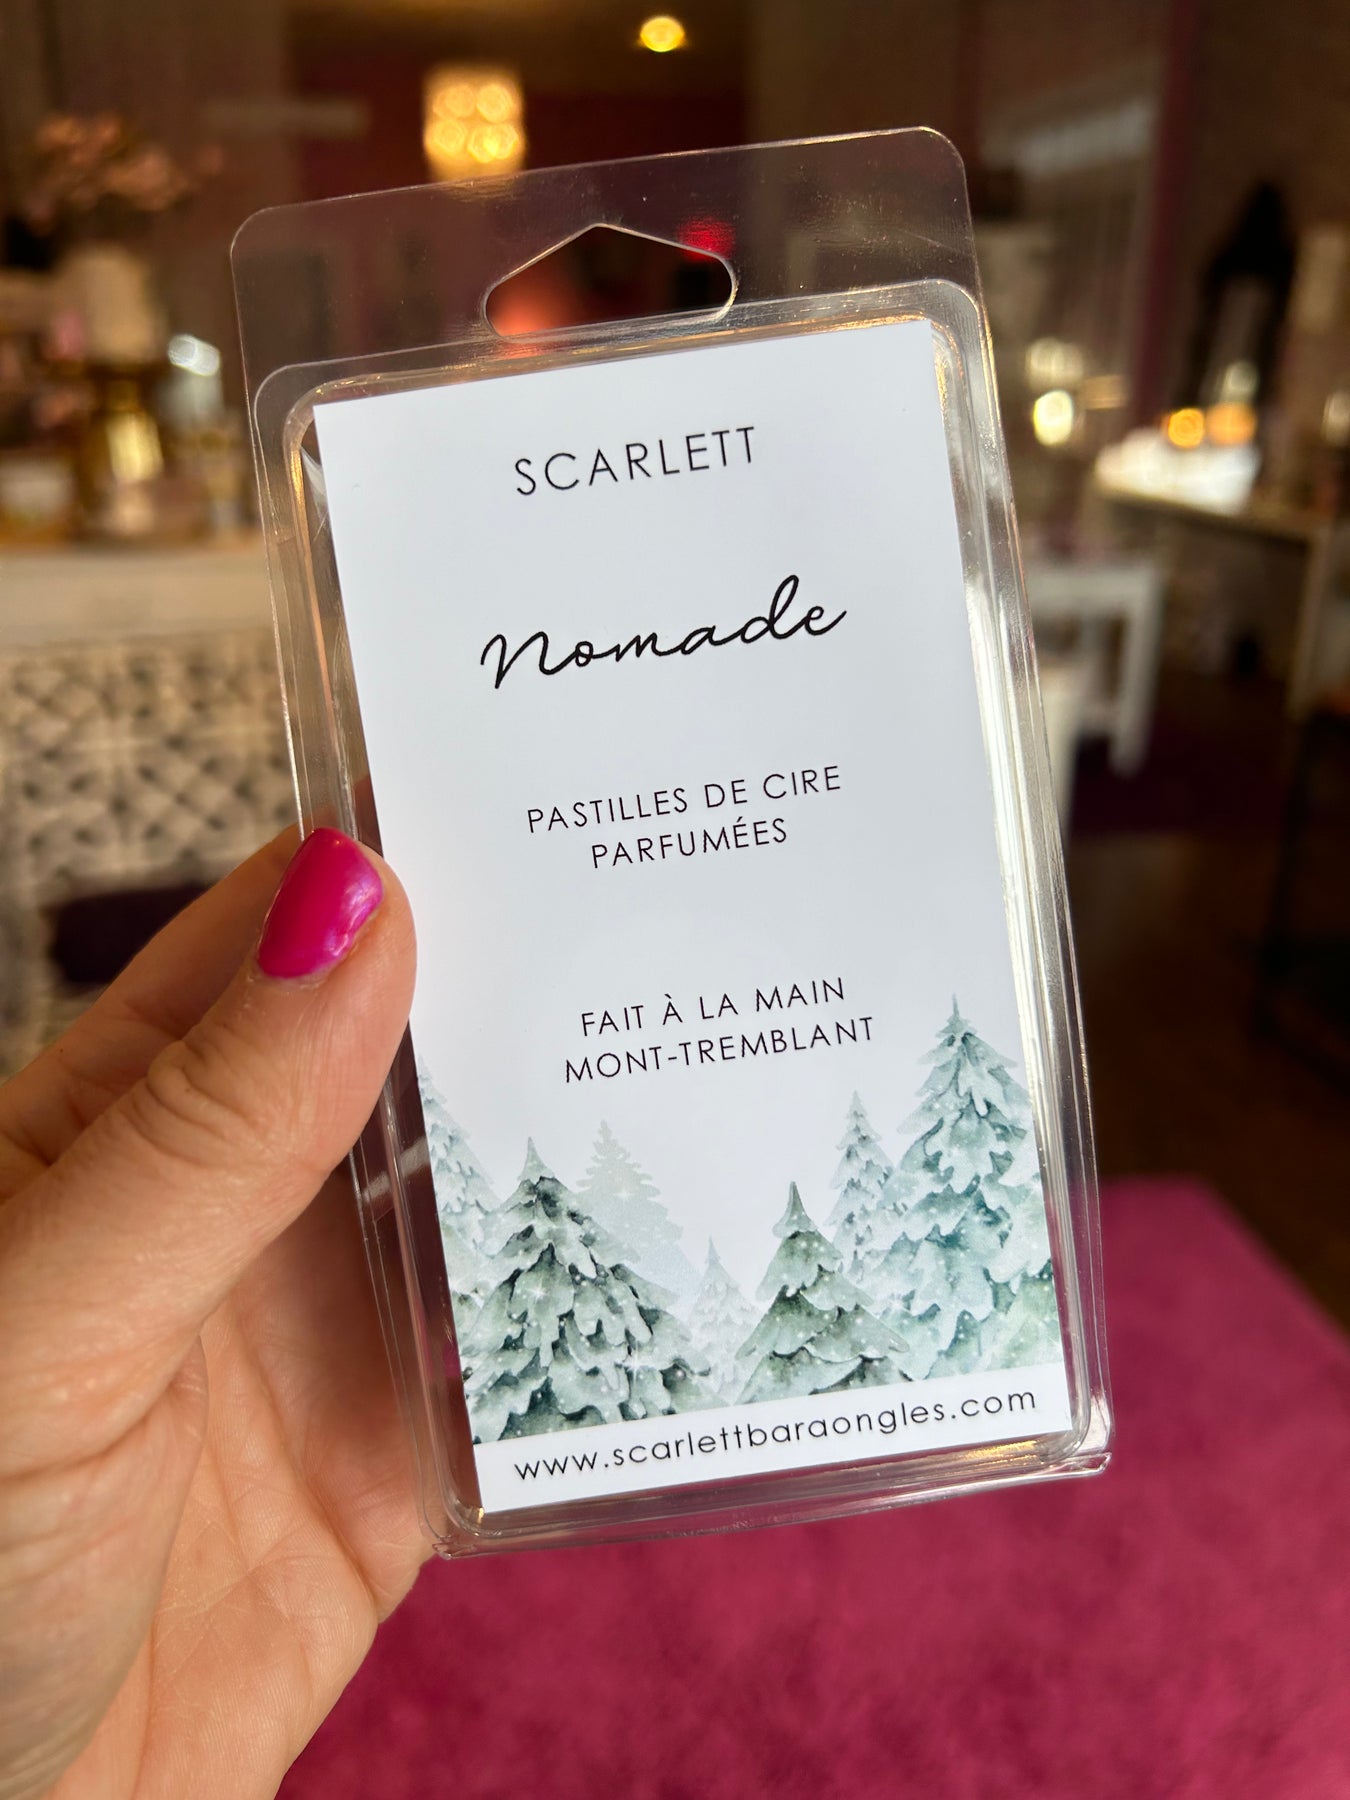 SCARLETT
Nomade
PASTILLES DE CIRE
PARFUMÉES
FAIT À LA MAIN
MONT-TREMBLANT
www.scarlettbaraongles.com